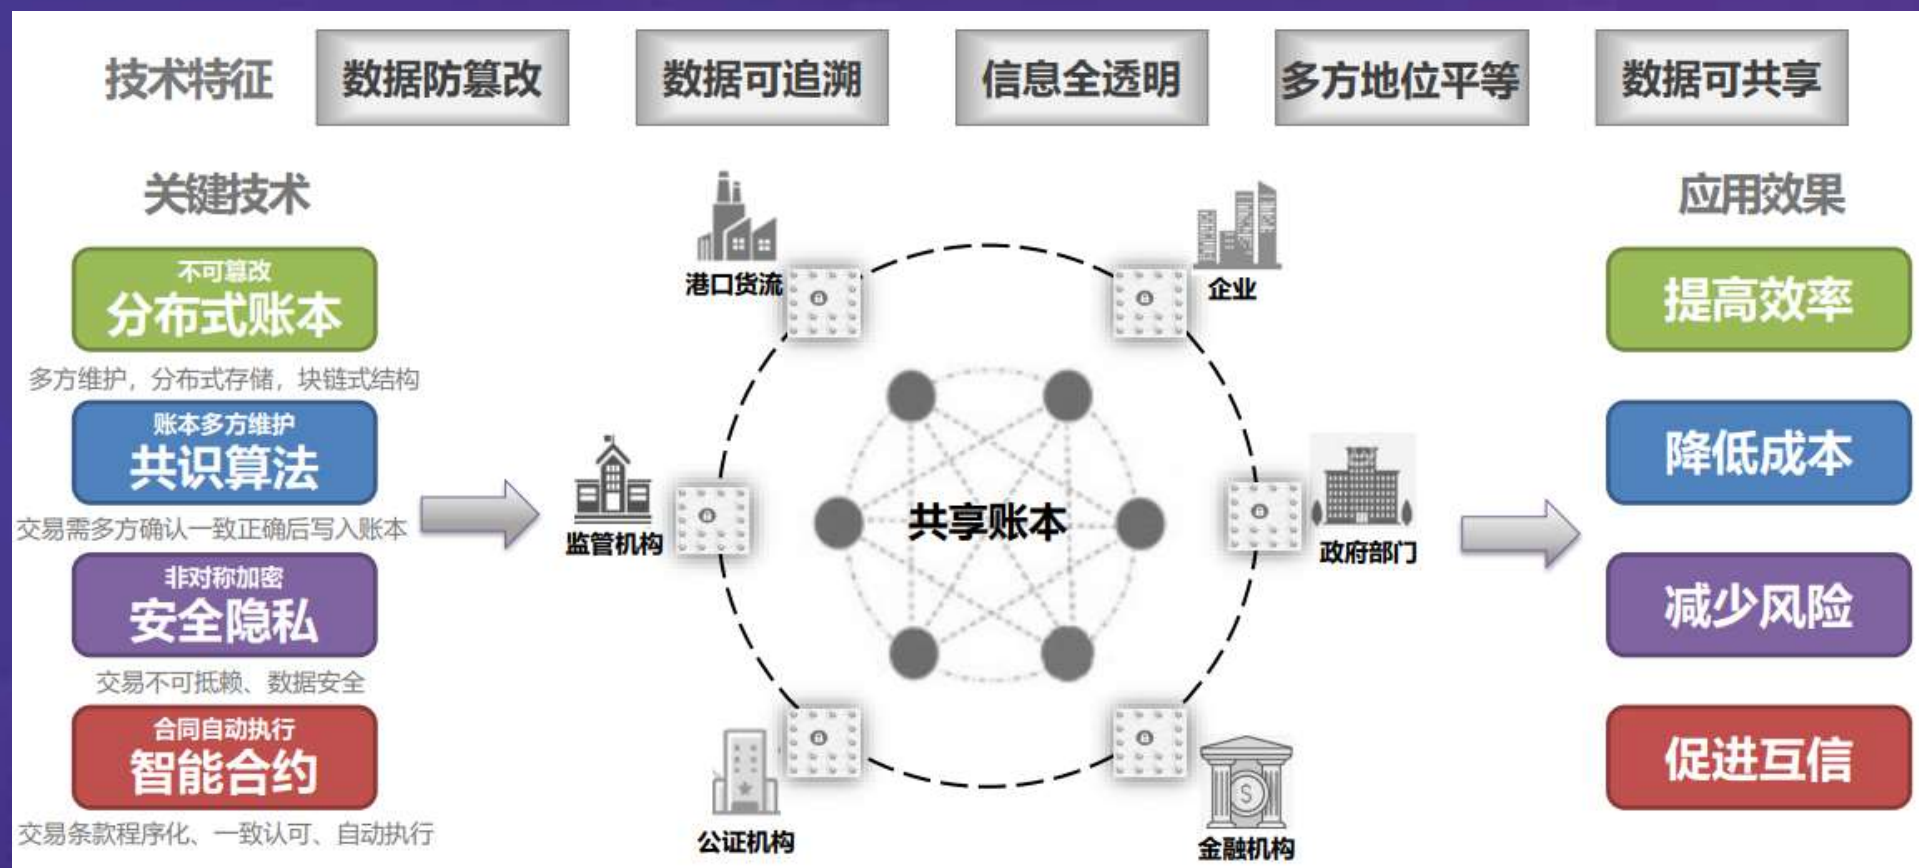 技术特征
数据防篡改
数据可追溯
信息全透明
多方地位平等
数据可共享
关键技术
不可篡改
分布式账本
多方维护，分布式存储，块链式结构
账本多方维护
共识算法
交易需多方确认一致正确后写入账本
非对称加密
安全隐私
交易不可抵赖、数据安全
合同自动执行
智能合约
交易条款程序化、一致认可、自动执行
港口货流
企业
监管机构
共享账本
政府部门
公证机构
金融机构
应用效果
提高效率
降低成本
减少风险
促进互信